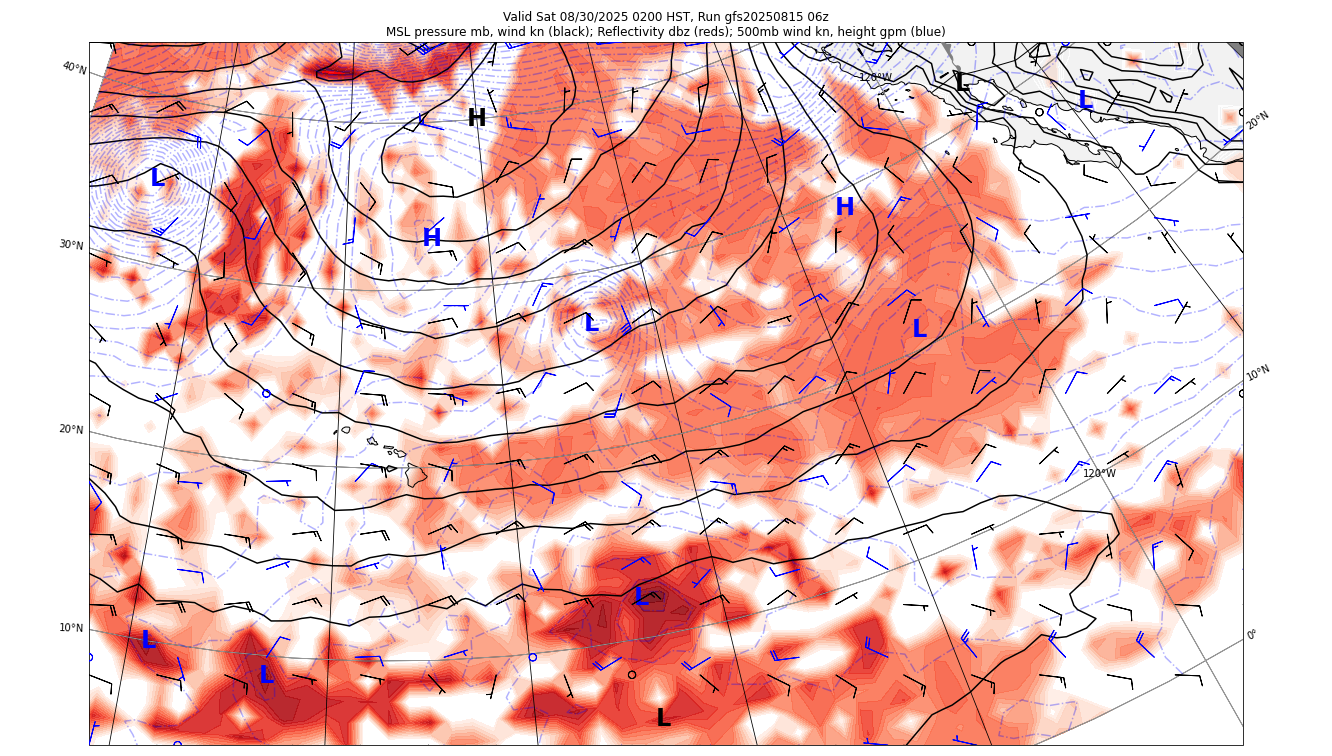 Valid Sat 08/30/2025 0200 HST, Run gfs20250815 06z
MSL pressure mb, wind kn (black); Reflectivity dbz (reds); 500mb wind kn, height gpm (blue)
40°N
120°W
L
L
20°N
H
L
H
H
30°N
L
L
10°N
20°N
120°W
L
10°N
L
0°
L
L